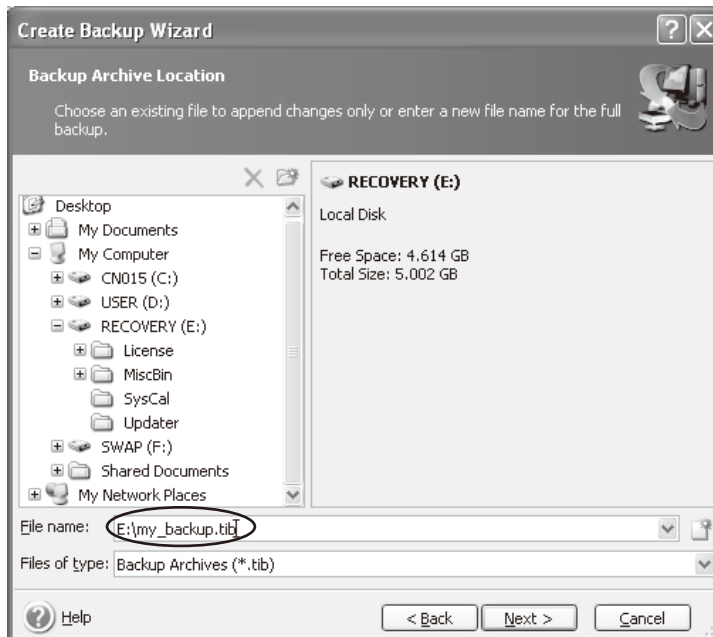 Create Backup Wizard
Backup Archive Location
Choose an existing file to append changes only or enter a new file name for the full
backup.
Desktop
My Documents
My Computer
CN015 (C:)
USER (D:)
RECOVERY (E:)
License
MiscBin
SysCal
Updater
SWAP (F:)
Shared Documents
My Network Places
RECOVERY (E:)
Local Disk
Free Space: 4.614 GB
Total Size: 5.002 GB
File name: E:\my_backup.tib
Files of type: Backup Archives (*.tib)
Help
< Back
Next >
Cancel